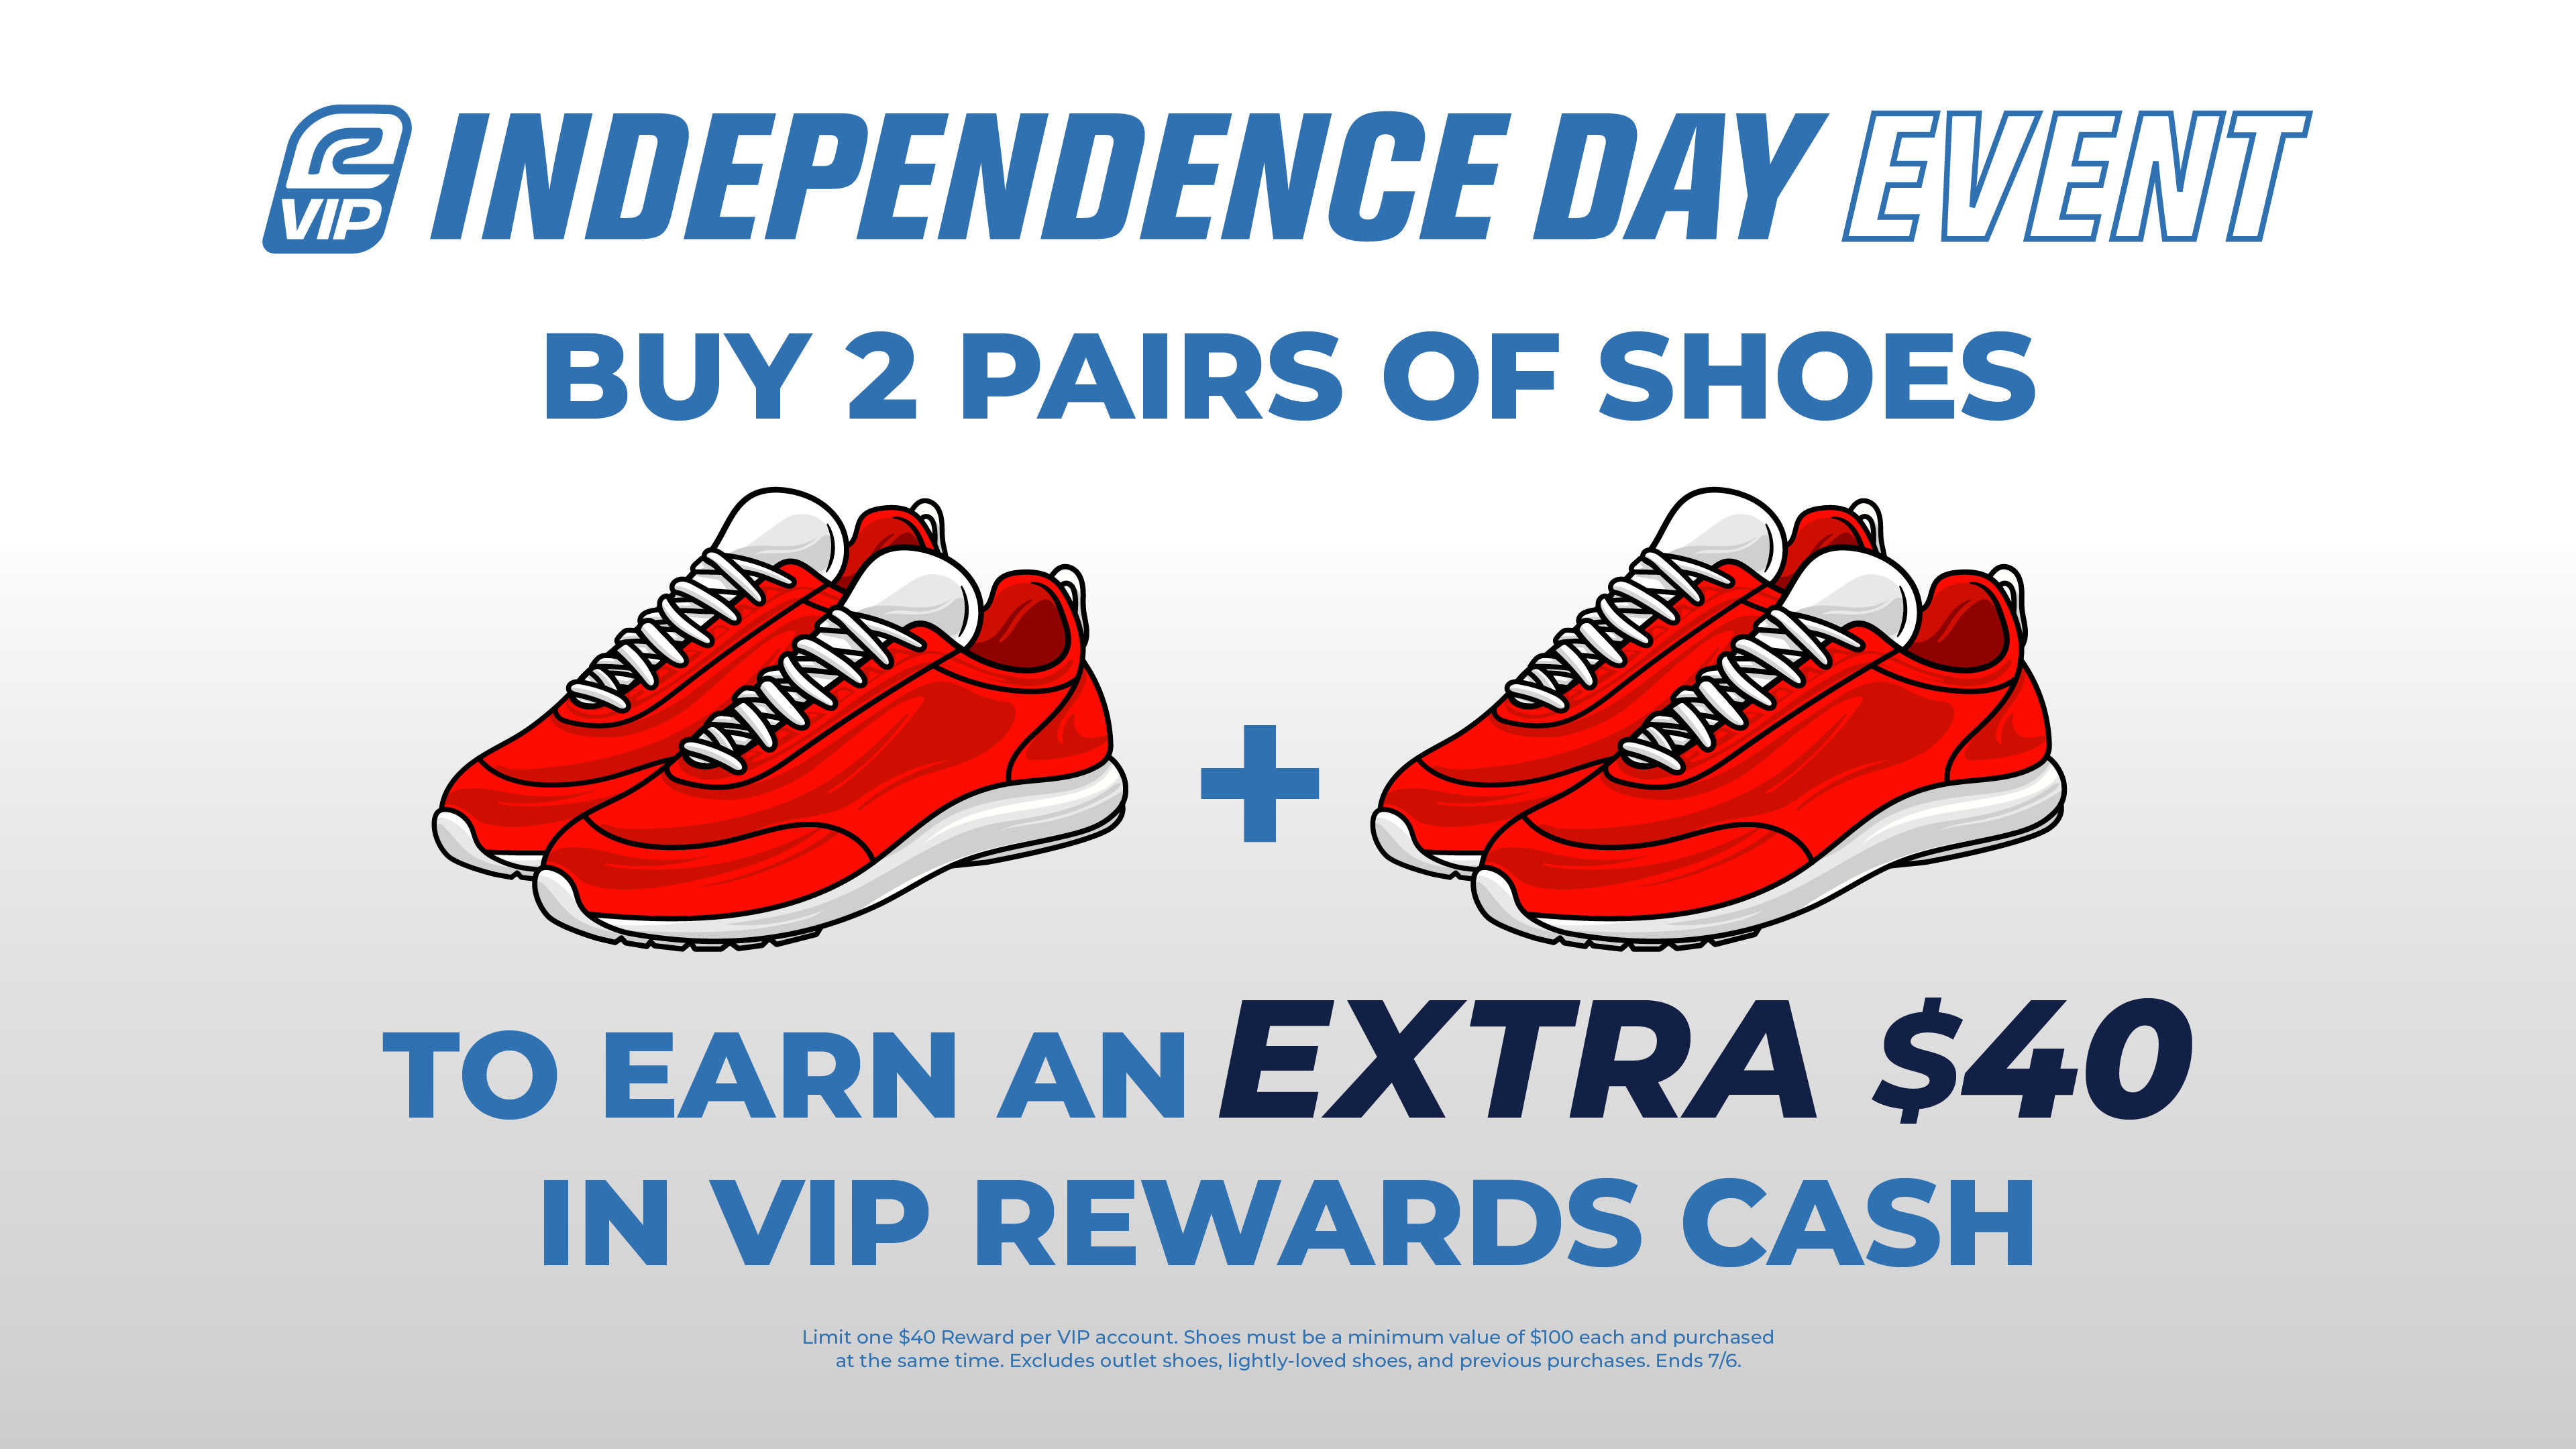 VIP INDEPENDENCE DAY EVENT
BUY 2 PAIRS OF SHOES
+
TO EARN AN EXTRA $40
IN VIP REWARDS CASH
Limit one $40 Reward per VIP account. Shoes must be a minimum value of $100 each and purchased
at the same time. Excludes outlet shoes, lightly-loved shoes, and previous purchases. Ends 7/6.